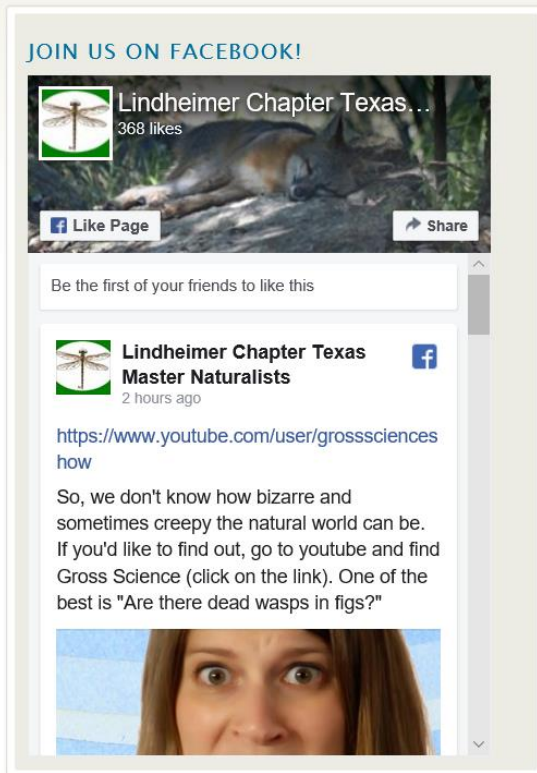 JOIN US ON FACEBOOK!
Lindheimer Chapter Texas...
368 likes
Like Page
Share
Be the first of your friends to like this
Lindheimer Chapter Texas
Master Naturalists
2 hours ago
https://www.youtube.com/user/grosssciences
how
So, we don't know how bizarre and
sometimes creepy the natural world can be.
If you'd like to find out, go to youtube and find
Gross Science (click on the link). One of the
best is "Are there dead wasps in figs?"